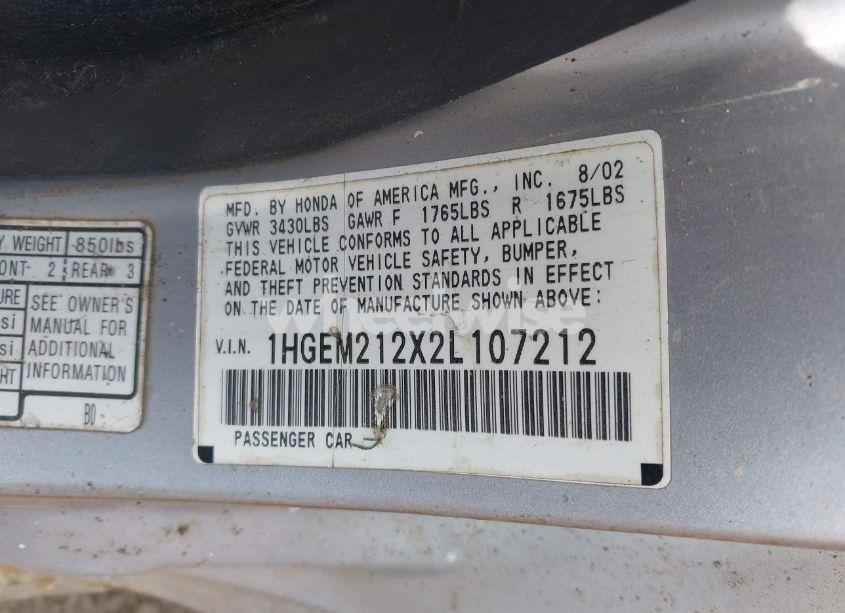 MFD. BY HONDA OF AMERICA MFG., INC. 8/02
GVWR 3430LBS GAWR F 1765LBS R 1675LBS
THIS VEHICLE CONFORMS TO ALL APPLICABLE
FEDERAL MOTOR VEHICLE SAFETY, BUMPER,
AND THEFT PREVENTION STANDARDS IN EFFECT
ON THE DATE OF MANUFACTURE SHOWN ABOVE:
V.I.N. 1HGEM212X2L107212
PASSENGER CAR
WEIGHT 850lbs
2 REAR 3
SEE OWNER'S
MANUAL FOR
ADDITIONAL
INFORMATION
B0